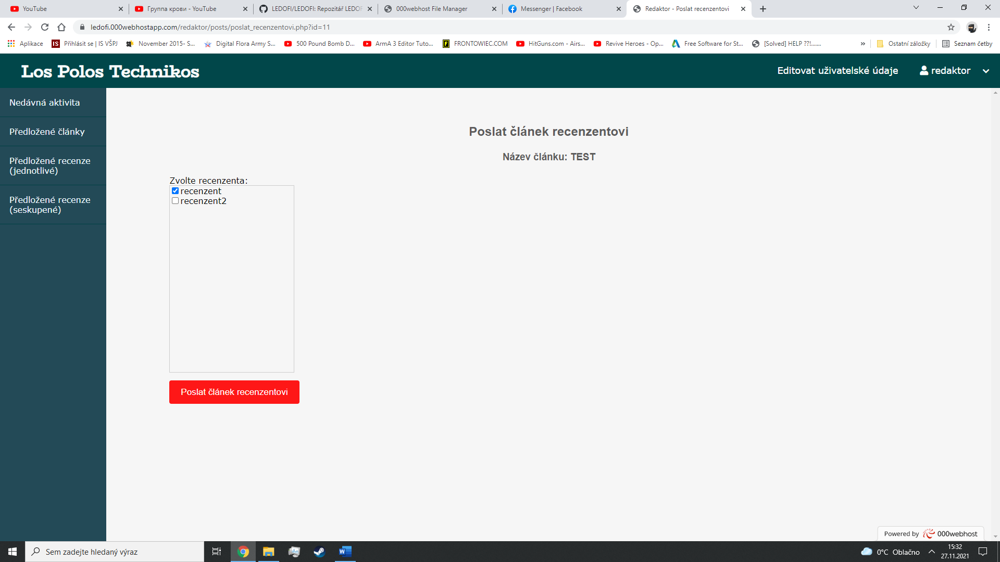 YouTube
Группа крови - YouTube
LEDOFI/LEDOFI: Repozitář LEDOF
000webhost File Manager
Messenger | Facebook
Redaktor - Poslat recenzentovi
ledofi.000webhostapp.com/redaktor/posts/poslat_recenzentovi.php?id=11
Aplikace
IS Přihlásit se | IS VŠPJ
November 2015- S...
Digital Flora Army S...
500 Pound Bomb D...
ArmA 3 Editor Tuto...
F FRONTOWIEC.COM
HitGuns.com - Airs...
Revive Heroes - Op...
Free Software for St...
[Solved] HELP ??!.......
»
Ostatní záložky
Seznam četby
Los Polos Technikos
Editovat uživatelské údaje
redaktor
Nedávná aktivita
Předložené články
Předložené recenze
(jednotlivé)
Předložené recenze
(seskupené)
Poslat článek recenzentovi
Název článku: TEST
Zvolte recenzenta:
recenzent
recenzent2
Poslat článek recenzentovi
Powered by 000webhost
Sem zadejte hledaný výraz
0°C Oblačno
15:32
27.11.2021